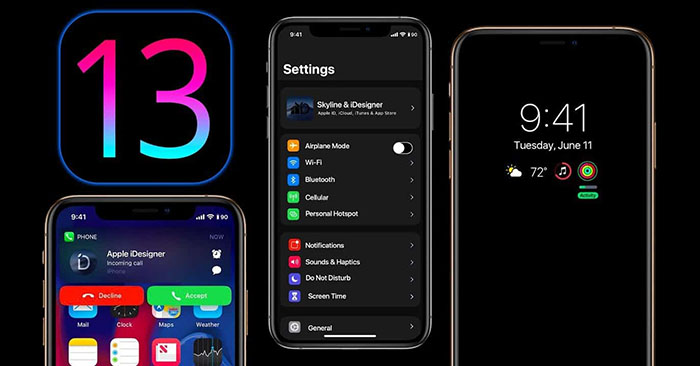 13
9:41
PHONE
NOW
Apple iDesigner
Incoming call
iPhone
Decline
Accept
Mail
Clock
Maps
Weather
9:41
Settings
Skyline & iDesigner
Apple ID, iCloud, iTunes & App Store
Airplane Mode
Wi-Fi
Bluetooth
Cellular
Personal Hotspot
Notifications
Sounds & Haptics
Do Not Disturb
Screen Time
General
9:41
Tuesday, June 11
72°
Activity